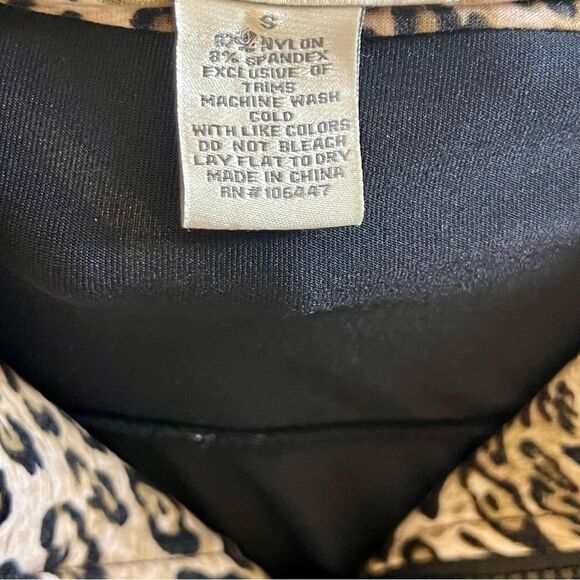 S
NYLON
8% SPANDEX
EXCLUSIVE OF
TRIMS
MACHINE WASH
COLD
WITH LIKE COLORS
DO NOT BLEACH
LAY FLAT TO DRY
MADE IN CHINA
RN #106447